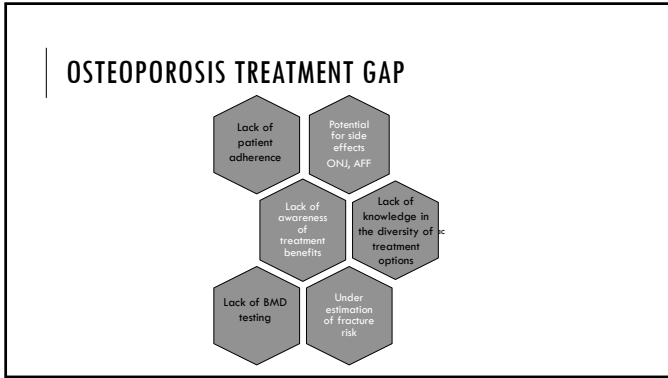 OSTEOPOROSIS TREATMENT GAP
Lack of
patient
adherence
Potential
for side
effects
ONJ, AFF
Lack of
awareness
of
treatment
benefits
Lack of
knowledge in
the diversity of
treatment
options
Lack of BMD
testing
Under
estimation
of fracture
risk